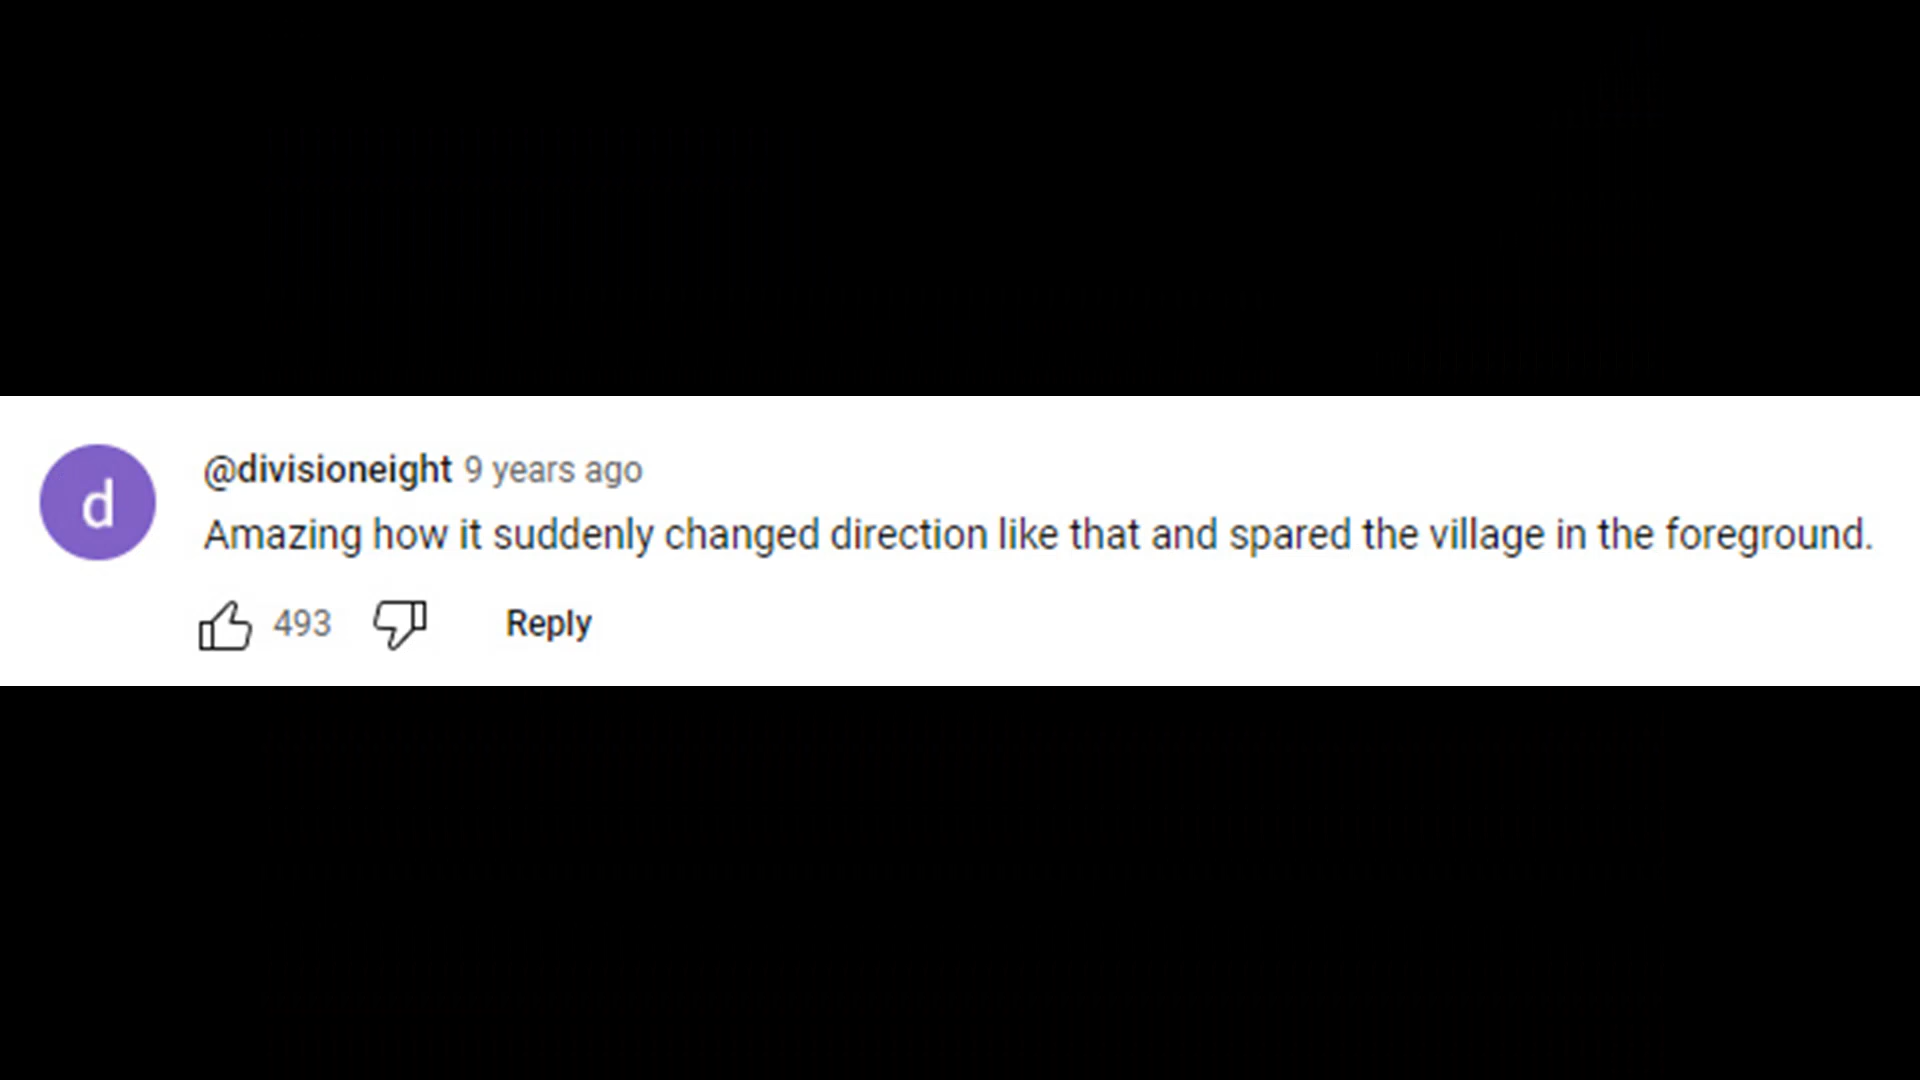 d
@divisioneight 9 years ago
Amazing how it suddenly changed direction like that and spared the village in the foreground.
493 Reply